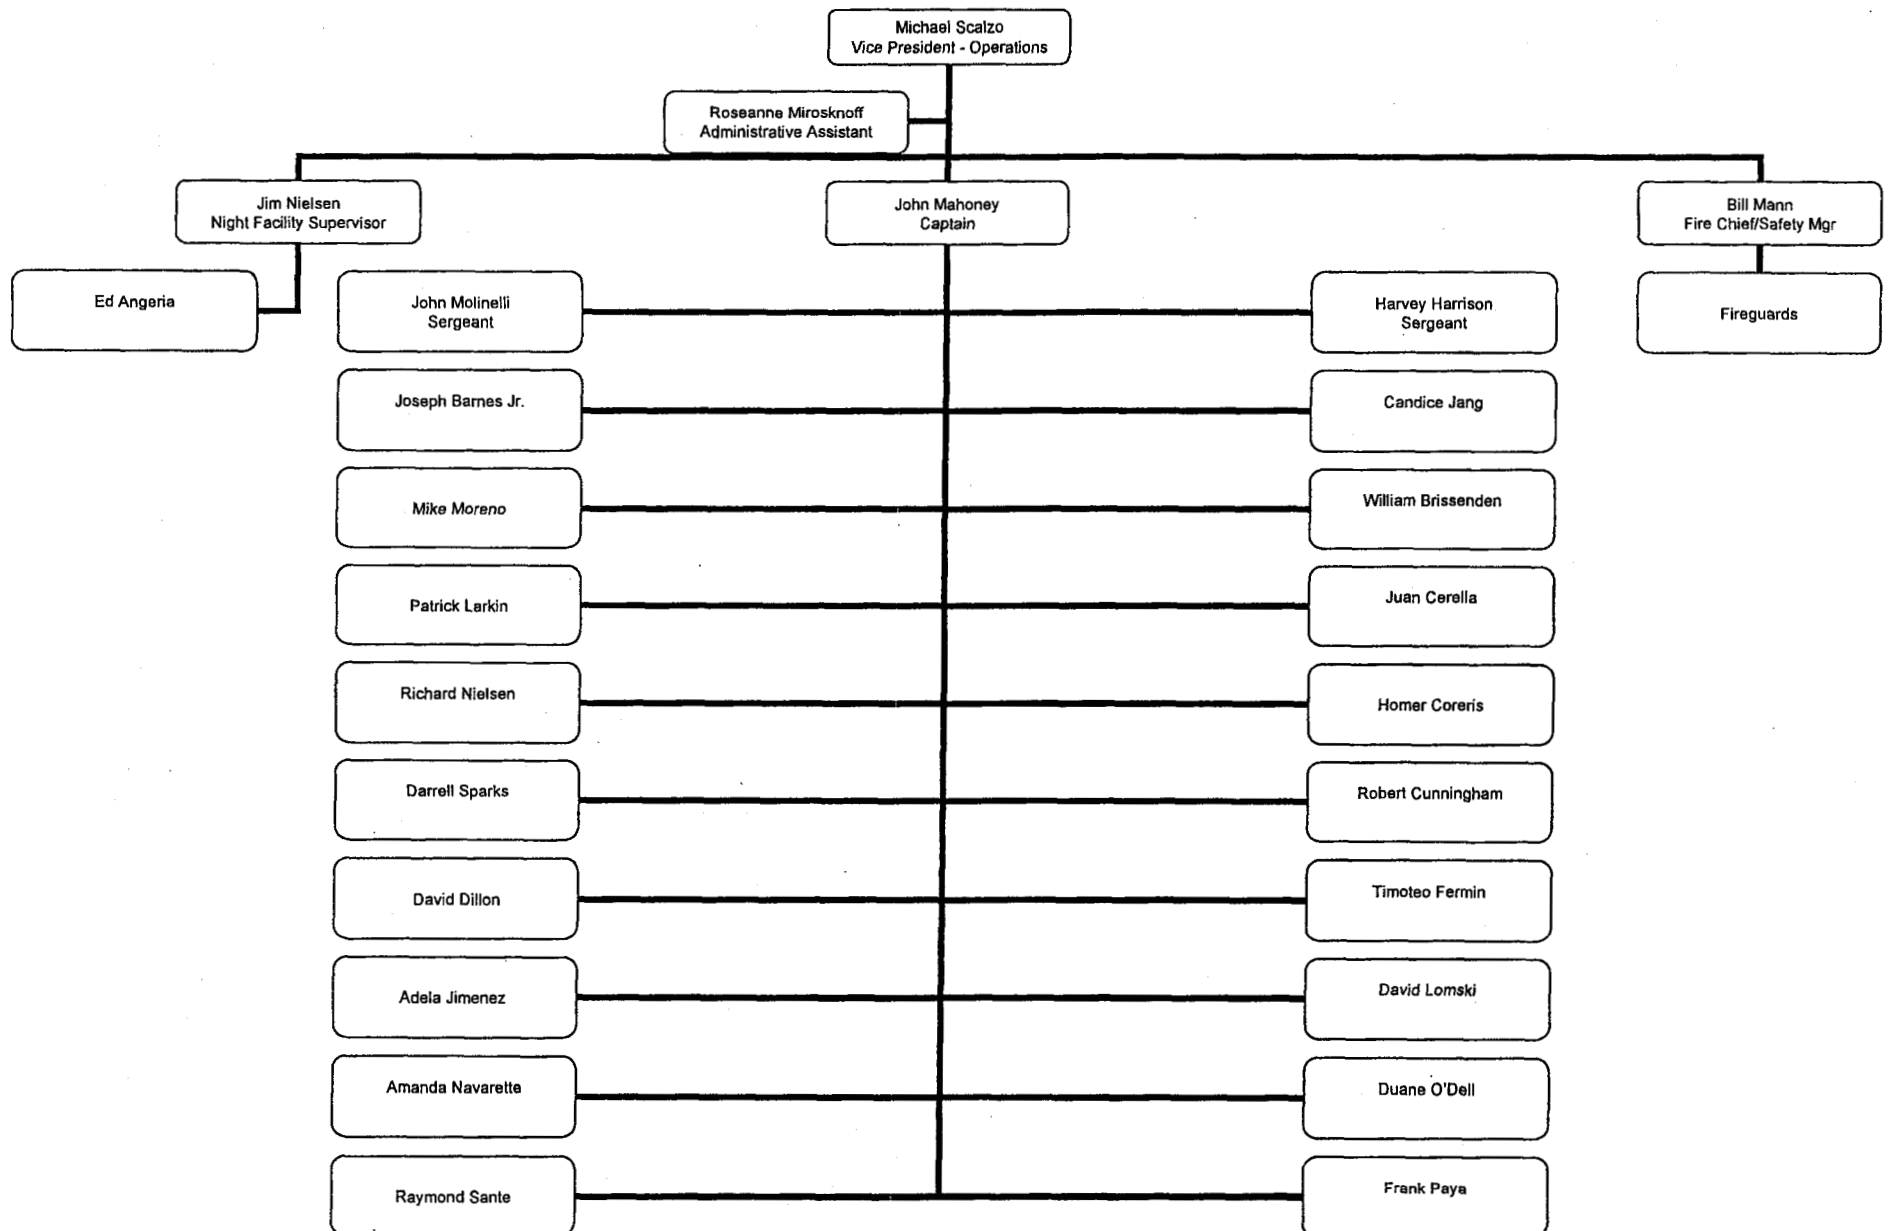 Michael Scalzo
Vice President - Operations
Roseanne Mirosknoff
Administrative Assistant
Jim Nielsen
Night Facility Supervisor
John Mahoney
Captain
Bill Mann
Fire Chief/Safety Mgr
Ed Angeria
John Molinelli
Sergeant
Harvey Harrison
Sergeant
Fireguards
Joseph Barnes Jr.
Candice Jang
Mike Moreno
William Brissenden
Patrick Larkin
Juan Cerella
Richard Nielsen
Homer Coreris
Darrell Sparks
Robert Cunningham
David Dillon
Timoteo Fermin
Adela Jimenez
David Lomski
Amanda Navarette
Duane O'Dell
Raymond Sante
Frank Paya